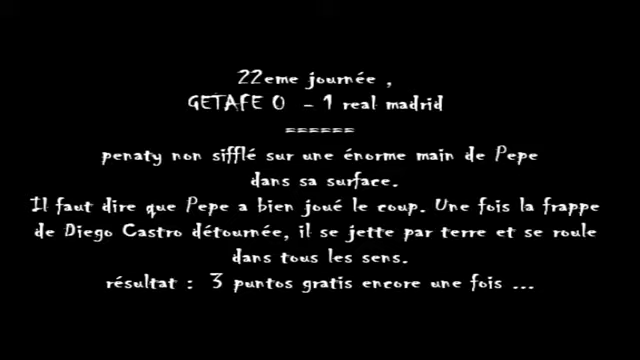 22eme journée ,
GETAFE 0 - 1 real madrid
======
penaty non sifflé sur une énorme main de Pepe
dans sa surface.
Il faut dire que Pepe a bien joué le coup. Une fois la frappe
de Diego Castro détournée, il se jette par terre et se roule
dans tous les sens.
résultat : 3 puntos gratis encore une fois ...